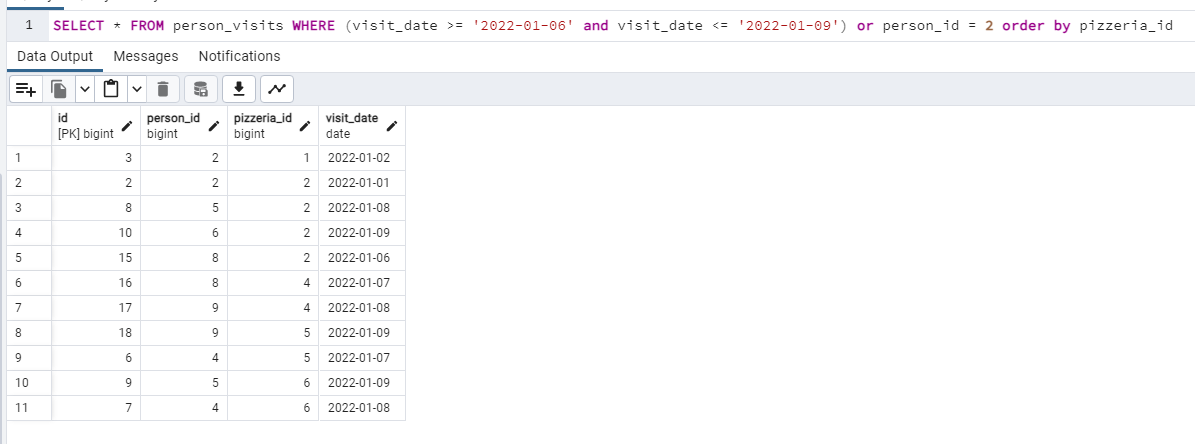 1 SELECT * FROM person_visits WHERE (visit_date >= '2022-01-06' and visit_date <= '2022-01-09') or person_id = 2 order by pizzeria_id
Data Output Messages Notifications
id person_id pizzeria_id visit_date
[PK] bigint bigint bigint date
1 3 2 1 2022-01-02
2 2 2 2 2022-01-01
3 8 5 2 2022-01-08
4 10 6 2 2022-01-09
5 15 8 2 2022-01-06
6 16 8 4 2022-01-07
7 17 9 4 2022-01-08
8 18 9 5 2022-01-09
9 6 4 5 2022-01-07
10 9 5 6 2022-01-09
11 7 4 6 2022-01-08